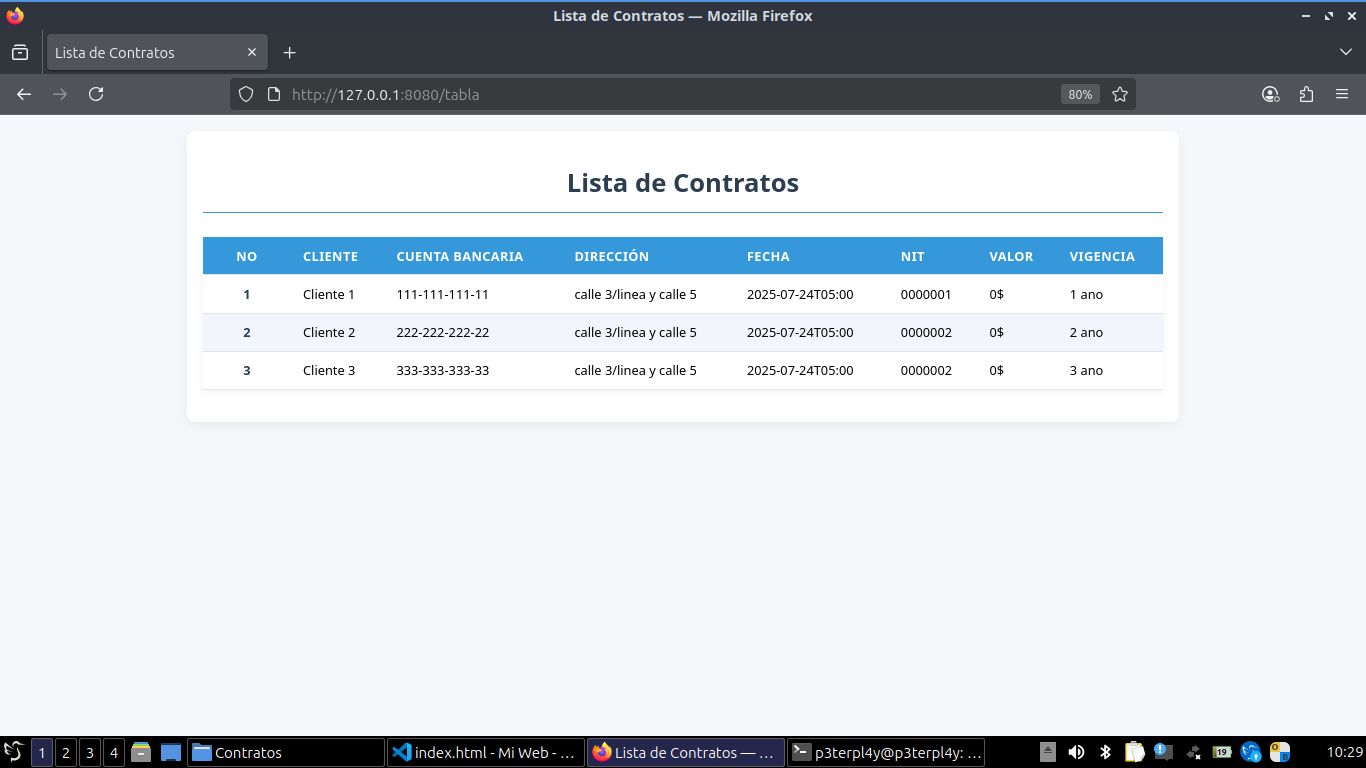 Lista de Contratos — Mozilla Firefox
Lista de Contratos
http://127.0.0.1:8080/tabla 80%
Lista de Contratos
NO CLIENTE CUENTA BANCARIA DIRECCIÓN FECHA NIT VALOR VIGENCIA
1 Cliente 1 111-111-111-11 calle 3/linea y calle 5 2025-07-24T05:00 0000001 0$ 1 ano
2 Cliente 2 222-222-222-22 calle 3/linea y calle 5 2025-07-24T05:00 0000002 0$ 2 ano
3 Cliente 3 333-333-333-33 calle 3/linea y calle 5 2025-07-24T05:00 0000002 0$ 3 ano
1 2 3 4 Contratos index.html - Mi Web - ... Lista de Contratos — ... p3terpl4y@p3terpl4y: ... 19 10:29